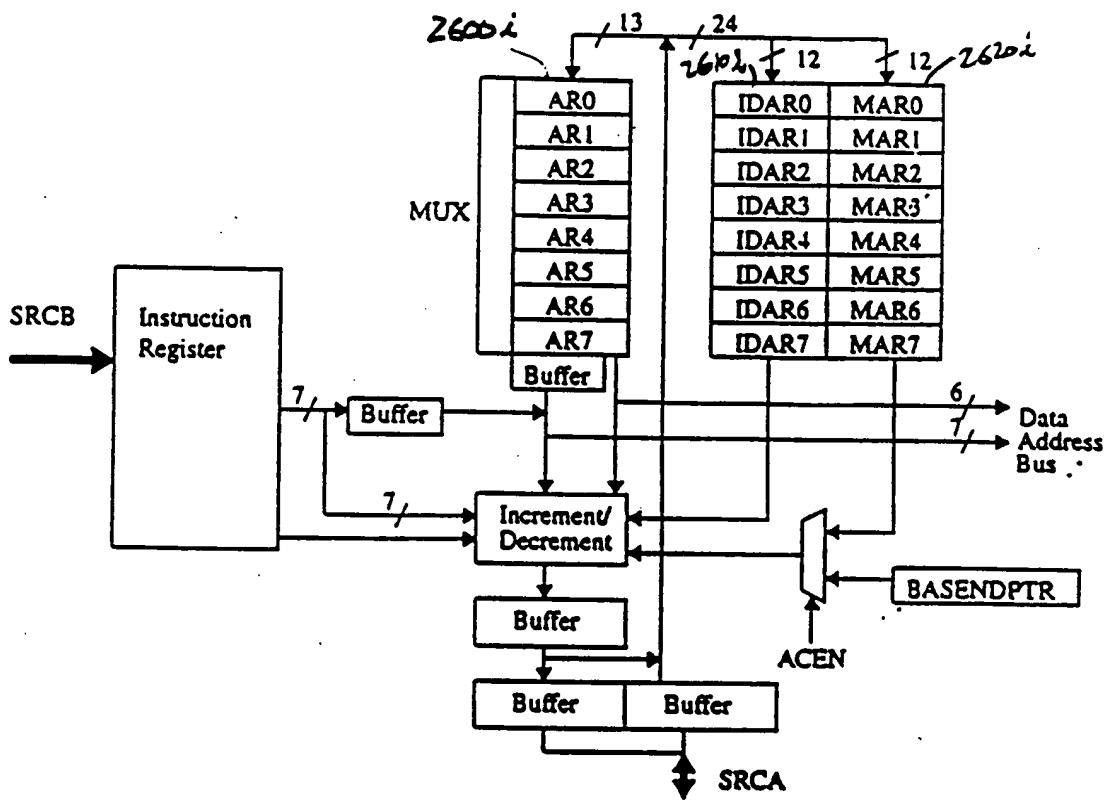 2600i
13
24
12
12
2620i
AR0
AR1
AR2
AR3
AR4
AR5
AR6
AR7
Buffer
MUX
IDAR0 MAR0
IDAR1 MAR1
IDAR2 MAR2
IDAR3 MAR3
IDAR4 MAR4
IDAR5 MAR5
IDAR6 MAR6
IDAR7 MAR7
SRCB
Instruction
Register
7
Buffer
6
7
Data
Address
Bus
7
Increment/
Decrement
BASENDPTR
ACEN
Buffer
Buffer Buffer
SRCA